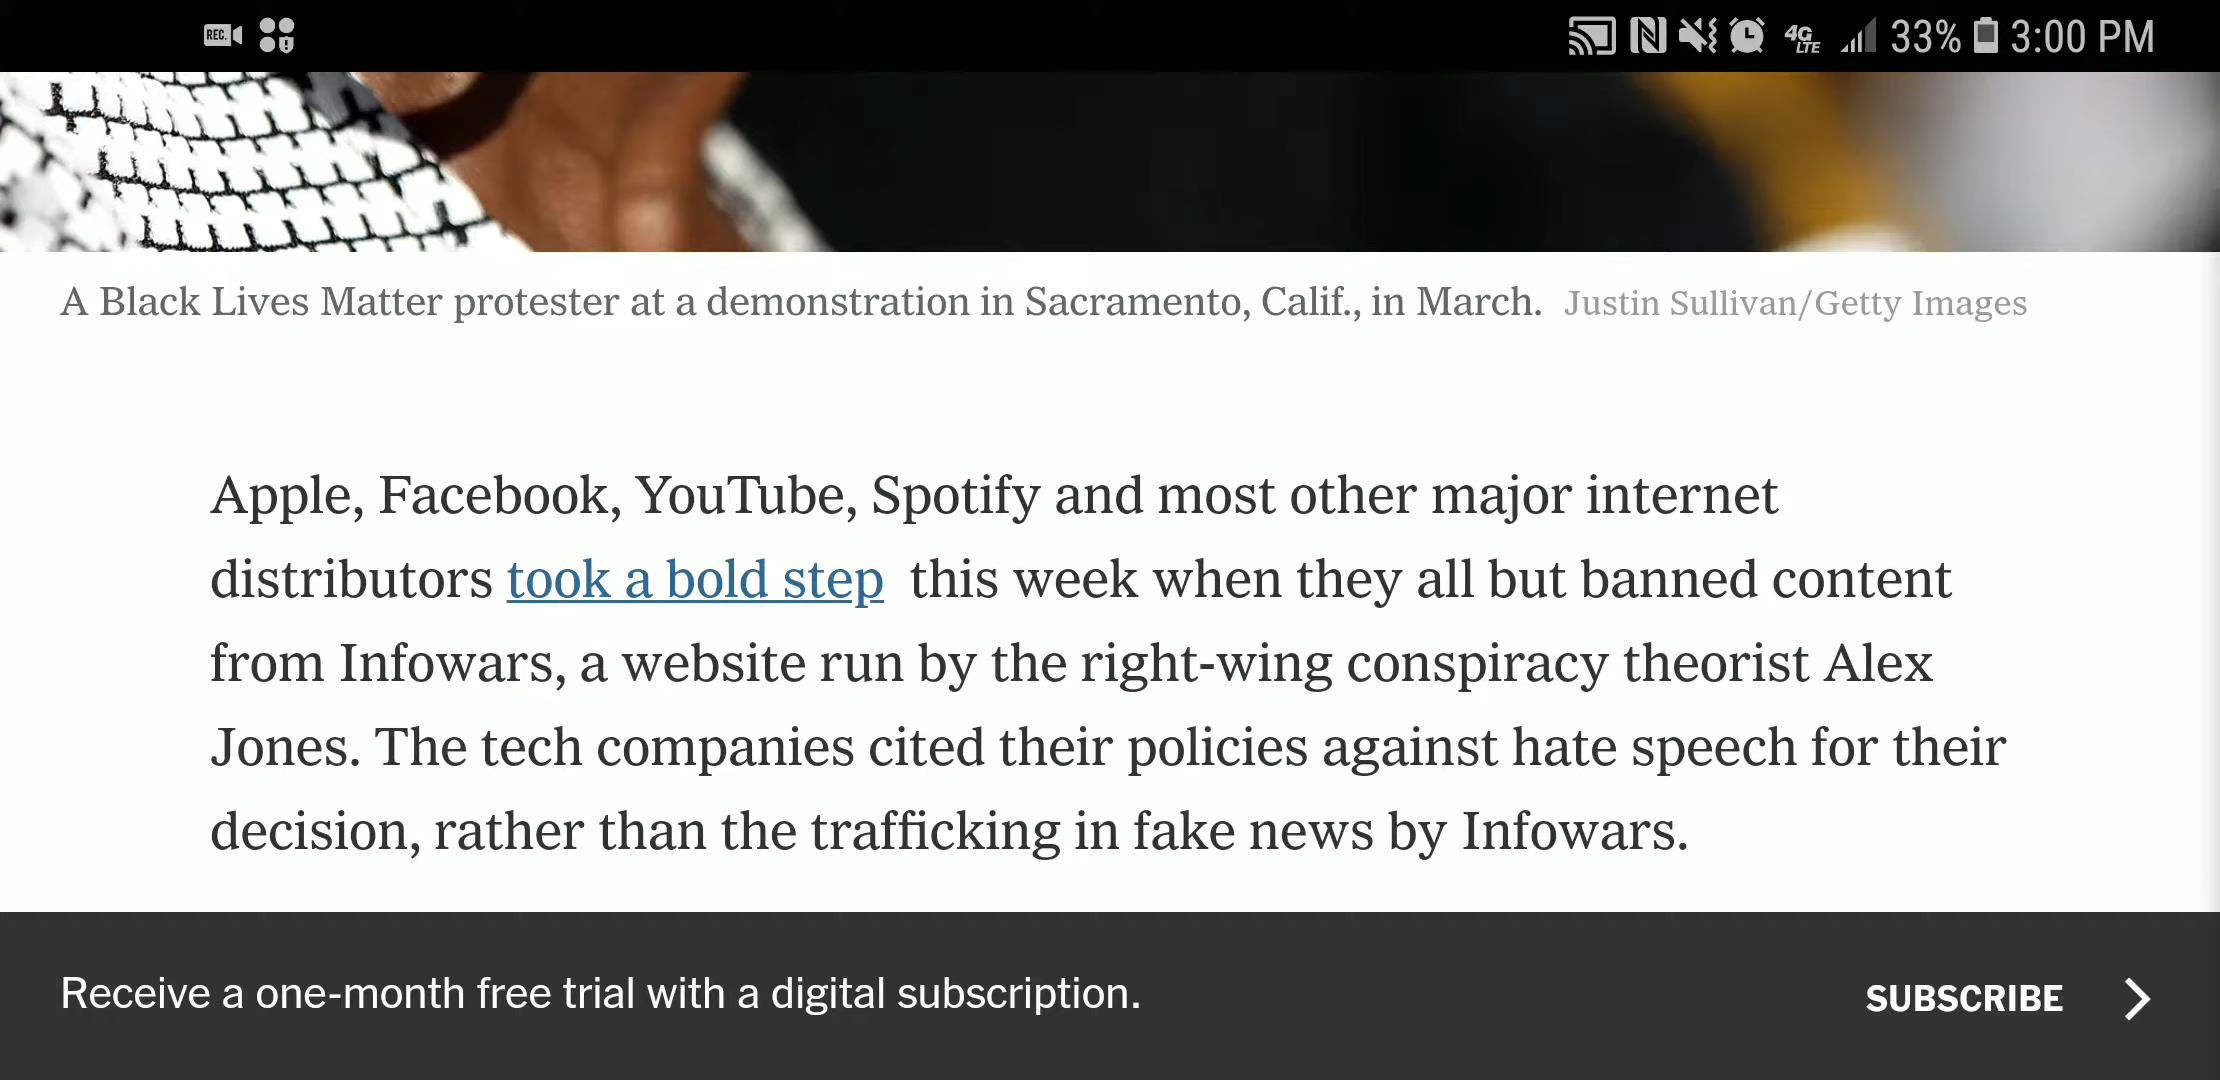 REC
4G
LTE
33%
3:00 PM
A Black Lives Matter protester at a demonstration in Sacramento, Calif., in March. Justin Sullivan/Getty Images
Apple, Facebook, YouTube, Spotify and most other major internet
distributors took a bold step this week when they all but banned content
from Infowars, a website run by the right-wing conspiracy theorist Alex
Jones. The tech companies cited their policies against hate speech for their
decision, rather than the trafficking in fake news by Infowars.
Receive a one-month free trial with a digital subscription.
SUBSCRIBE